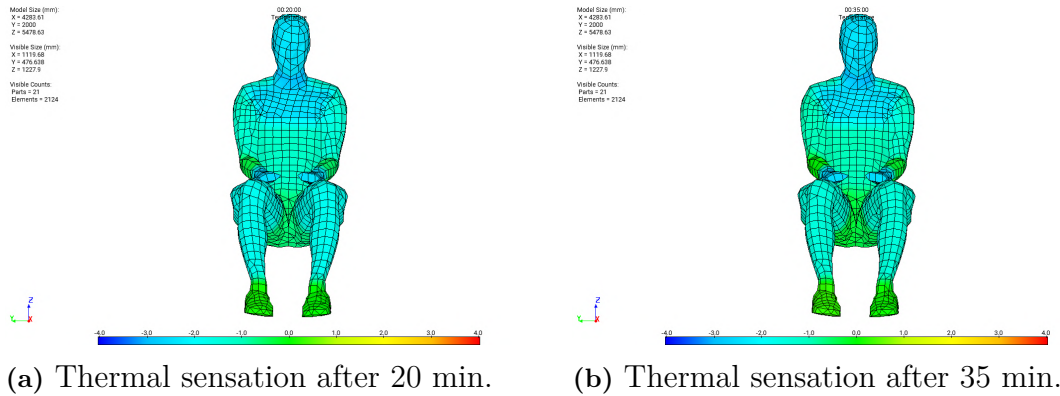 Model Size (mm):
X = 4283.61
Y = 2000
Z = 5478.63
Visible Size (mm):
X = 1119.68
Y = 476.638
Z = 1227.9
Visible Counts:
Parts = 21
Elements = 2124
00:20:00
Temperature
Z
Y
X
-4.0 -3.0 -2.0 -1.0 0.0 1.0 2.0 3.0 4.0
(a) Thermal sensation after 20 min.
Model Size (mm):
X = 4283.61
Y = 2000
Z = 5478.63
Visible Size (mm):
X = 1119.68
Y = 476.638
Z = 1227.9
Visible Counts:
Parts = 21
Elements = 2124
00:35:00
Temperature
Z
Y
X
-4.0 -3.0 -2.0 -1.0 0.0 1.0 2.0 3.0 4.0
(b) Thermal sensation after 35 min.